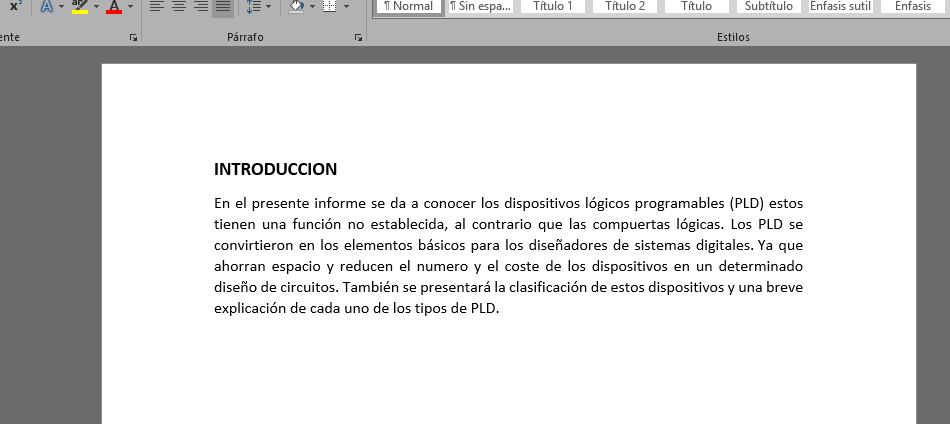 ente
Párrafo
Estilos
¶ Normal
¶ Sin espa...
Título 1
Título 2
Título
Subtítulo
Énfasis sutil
Énfasis
INTRODUCCION
En el presente informe se da a conocer los dispositivos lógicos programables (PLD) estos
tienen una función no establecida, al contrario que las compuertas lógicas. Los PLD se
convirtieron en los elementos básicos para los diseñadores de sistemas digitales. Ya que
ahorran espacio y reducen el numero y el coste de los dispositivos en un determinado
diseño de circuitos. También se presentará la clasificación de estos dispositivos y una breve
explicación de cada uno de los tipos de PLD.